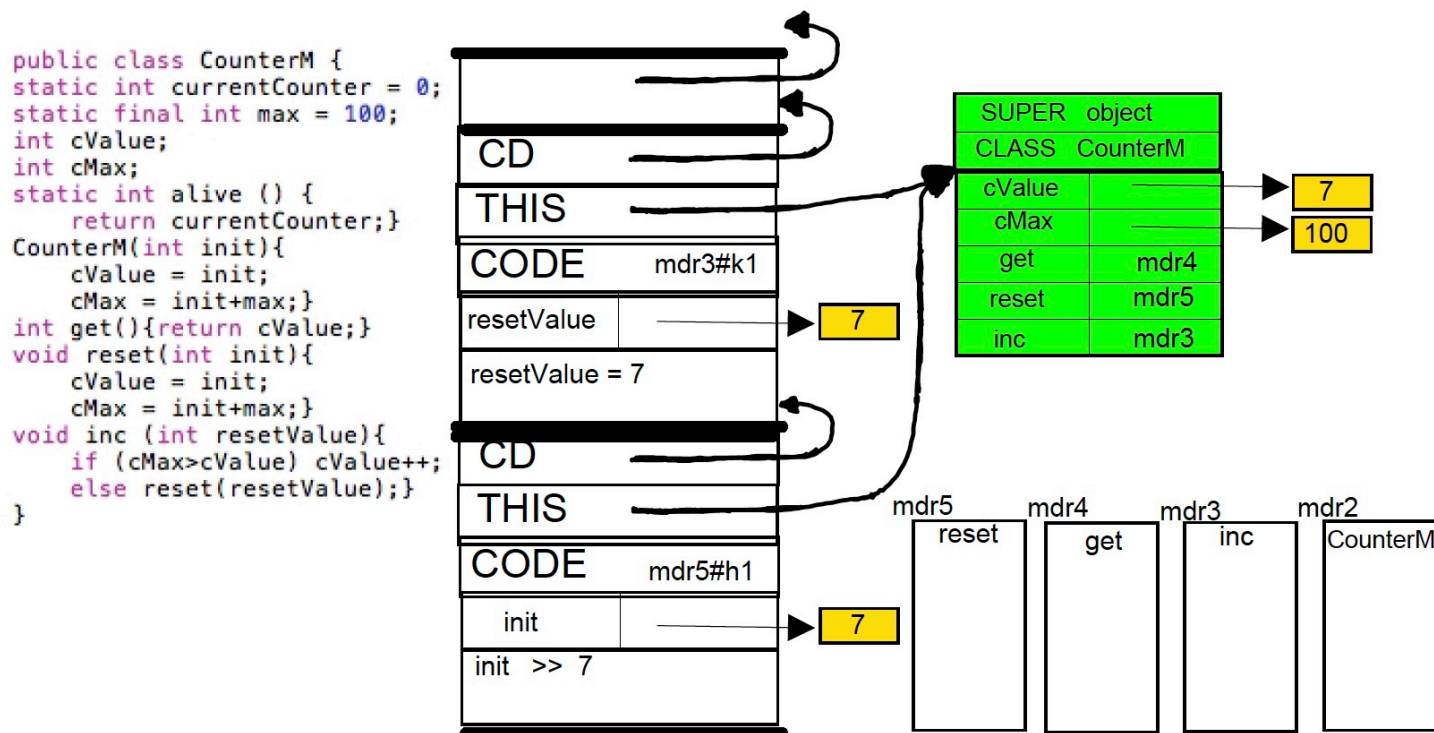 public class CounterM {
static int currentCounter = 0;
static final int max = 100;
int cValue;
int cMax;
static int alive () {
    return currentCounter;}
CounterM(int init){
    cValue = init;
    cMax = init+max;}
int get(){return cValue;}
void reset(int init){
    cValue = init;
    cMax = init+max;}
void inc (int resetValue){
    if (cMax>cValue) cValue++;
    else reset(resetValue);}
}
CD
THIS
CODE mdr3#k1
resetValue 7
resetValue = 7
CD
THIS
CODE mdr5#h1
init 7
init >> 7
SUPER object
CLASS CounterM
cValue 7
cMax 100
get mdr4
reset mdr5
inc mdr3
mdr5 mdr4 mdr3 mdr2
reset get inc CounterM